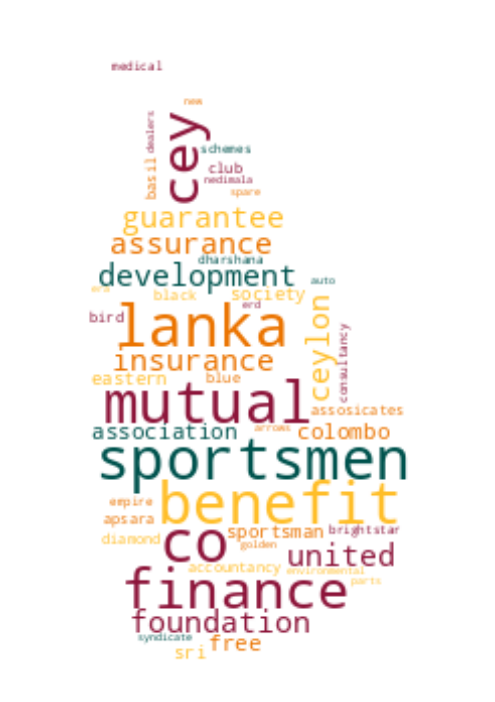 medical
new
dealers
cey
schemes
basil
club
nedimala
spare
guarantee
assurance
dharshana
development
auto
era
black
society
erd
ceylon
bird
lanka
consultancy
insurance
eastern
blue
mutual
assosicates
association
arrows
colombo
sportsmen
benefit
empire
apsara
co
sportsman
brightstar
diamond
golden
united
accountancy
environmental
finance
parts
foundation
syndicate
free
sri